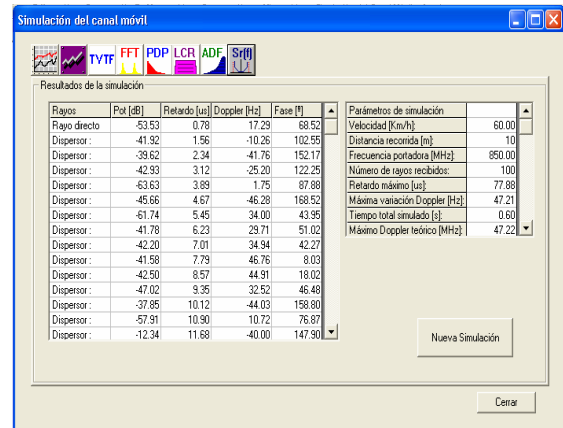 Simulación del canal móvil
TYTF FFT PDP LCR ADF Sr(f)
Resultados de la simulación
Rayos Pot [dB] Retardo [us] Doppler [Hz] Fase [º]
Rayo directo -53.53 0.78 17.29 68.52
Dispersor : -41.92 1.56 -10.26 102.55
Dispersor : -39.62 2.34 -41.76 152.17
Dispersor : -42.93 3.12 -25.20 122.25
Dispersor : -63.63 3.89 1.75 87.88
Dispersor : -45.66 4.67 -46.28 168.52
Dispersor : -61.74 5.45 34.00 43.95
Dispersor : -41.78 6.23 29.71 51.02
Dispersor : -42.20 7.01 34.94 42.27
Dispersor : -41.58 7.79 46.76 8.03
Dispersor : -42.50 8.57 44.91 18.02
Dispersor : -47.02 9.35 32.52 46.48
Dispersor : -37.85 10.12 -44.03 158.80
Dispersor : -57.91 10.90 10.72 76.87
Dispersor : -12.34 11.68 -40.00 147.90
Parámetros de simulación
Velocidad (Km/h): 60.00
Distancia recorrida (m): 10
Frecuencia portadora [MHz]: 850.00
Número de rayos recibidos: 100
Retardo máximo [us]: 77.88
Máxima variación Doppler [Hz]: 47.21
Tiempo total simulado [s]: 0.60
Máximo Doppler teórico [MHz]: 47.22
Nueva Simulación
Cerrar